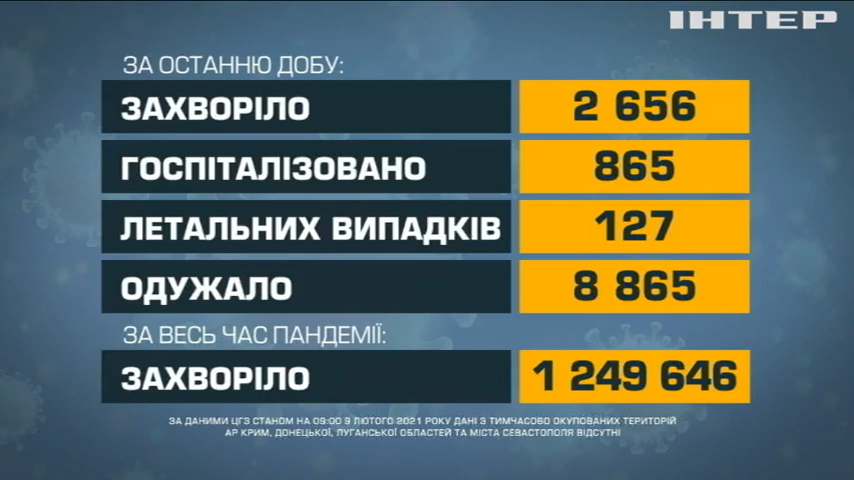 ІНТЕР
ЗА ОСТАННЮ ДОБУ:
ЗАХВОРІЛО 2 656
ГОСПІТАЛІЗОВАНО 865
ЛЕТАЛЬНИХ ВИПАДКІВ 127
ОДУЖАЛО 8 865
ЗА ВЕСЬ ЧАС ПАНДЕМІЇ:
ЗАХВОРІЛО 1 249 646
ЗА ДАНИМИ ЦГЗ СТАНОМ НА 09:00 9 ЛЮТОГО 2021 РОКУ ДАНІ З ТИМЧАСОВО ОКУПОВАНИХ ТЕРИТОРІЙ
АР КРИМ, ДОНЕЦЬКОЇ, ЛУГАНСЬКОЇ ОБЛАСТЕЙ ТА МІСТА СЕВАСТОПОЛЯ ВІДСУТНІ